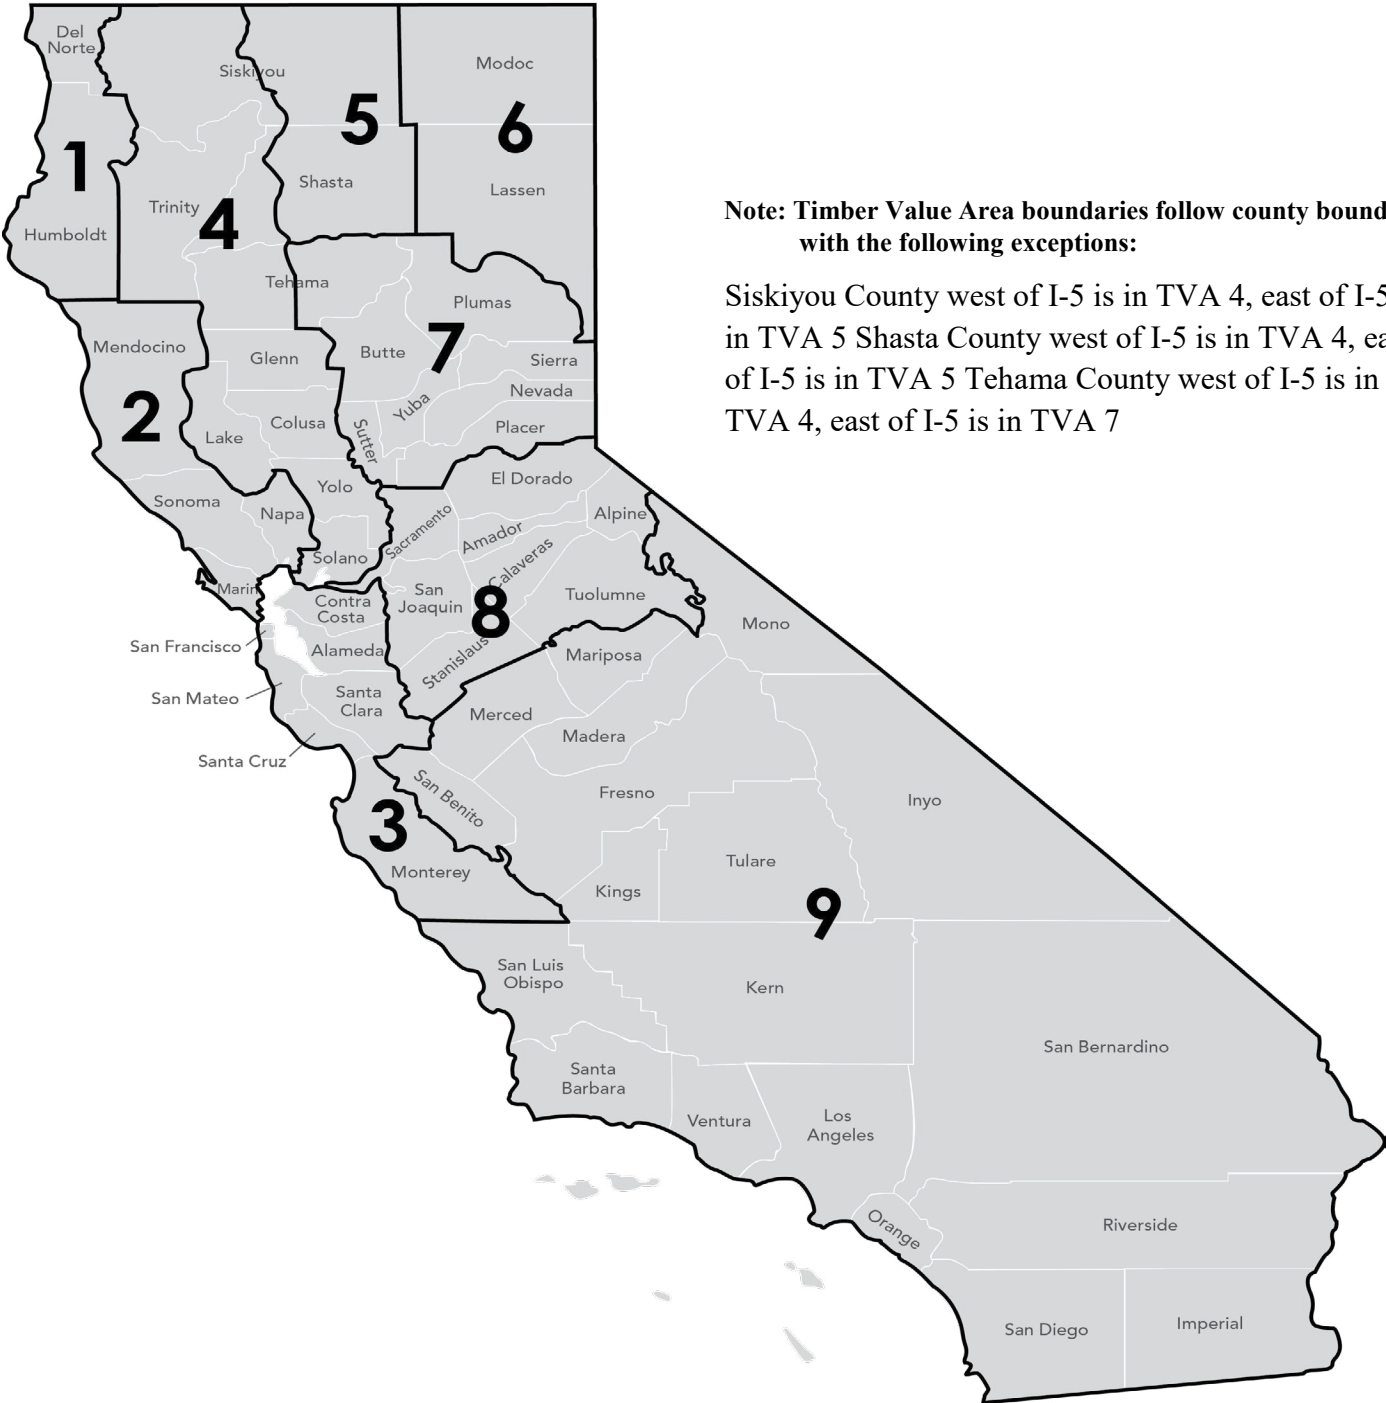 Del
Norte
Siskiyou
Modoc
5
6
1
Shasta
Lassen
Trinity
4
Humboldt
Note: Timber Value Area boundaries follow county bound
with the following exceptions:
Siskiyou County west of I-5 is in TVA 4, east of I-5
in TVA 5 Shasta County west of I-5 is in TVA 4, ea
of I-5 is in TVA 5 Tehama County west of I-5 is in
TVA 4, east of I-5 is in TVA 7
Tehama
Plumas
Mendocino
Glenn
Butte
7
Sierra
Nevada
Yuba
2
Lake
Colusa
Sutter
Placer
Yolo
El Dorado
Sonoma
Napa
Sacramento
Amador
Alpine
Solano
Calaveras
Marin
Contra
Costa
San
Joaquin
8
Tuolumne
Mono
San Francisco
Alameda
Stanislaus
Mariposa
San Mateo
Santa
Clara
Merced
Madera
Santa Cruz
San Benito
Fresno
Inyo
3
Monterey
Kings
Tulare
9
San Luis
Obispo
Kern
San Bernardino
Santa
Barbara
Ventura
Los
Angeles
Orange
Riverside
San Diego
Imperial